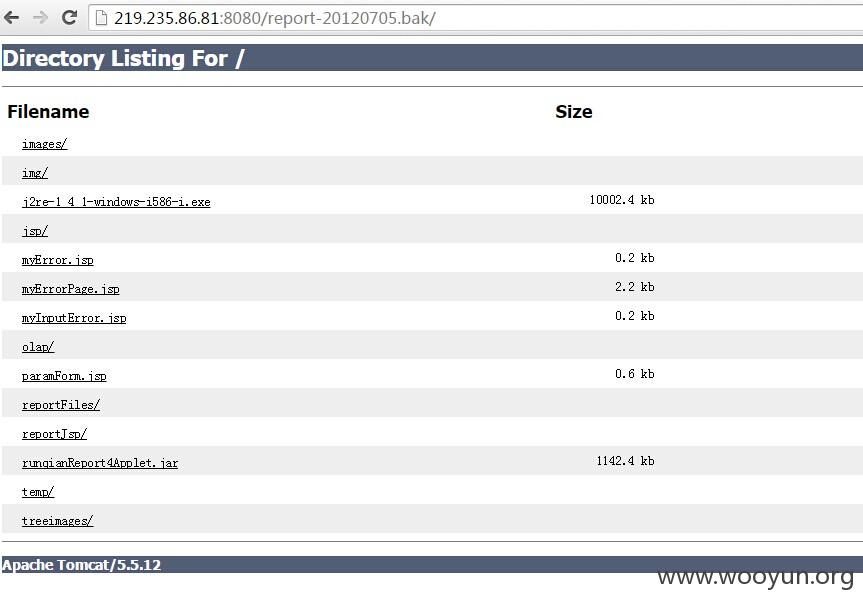 219.235.86.81:8080/report-20120705.bak/
Directory Listing For /
Filename Size
images/
img/
j2re-1_4_1-windows-i586-i.exe 10002.4 kb
jsp/
myError.jsp 0.2 kb
myErrorPage.jsp 2.2 kb
myInputError.jsp 0.2 kb
olap/
paramForm.jsp 0.6 kb
reportFiles/
reportJsp/
runqianReport4Applet.jar 1142.4 kb
temp/
treeimages/
Apache Tomcat/5.5.12
www.wooyun.org